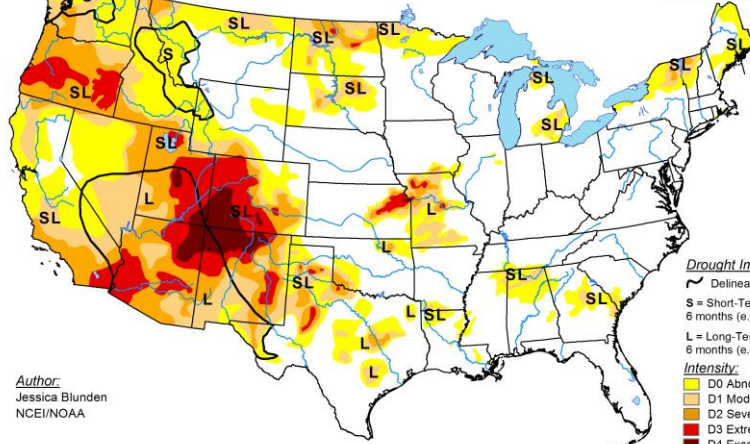 S
L
SL
SL
SL
SL
S
SL
SL
SL
SL
SL
SL
L
SL
L
SL
L
SL
SL
L
SL
L
SL
L
L
Drought Im
Delinea
S = Short-Te
6 months (e.
L = Long-Ter
6 months (e.
Intensity:
D0 Abno
D1 Mod
D2 Seve
D3 Extre
Author:
Jessica Blunden
NCEI/NOAA